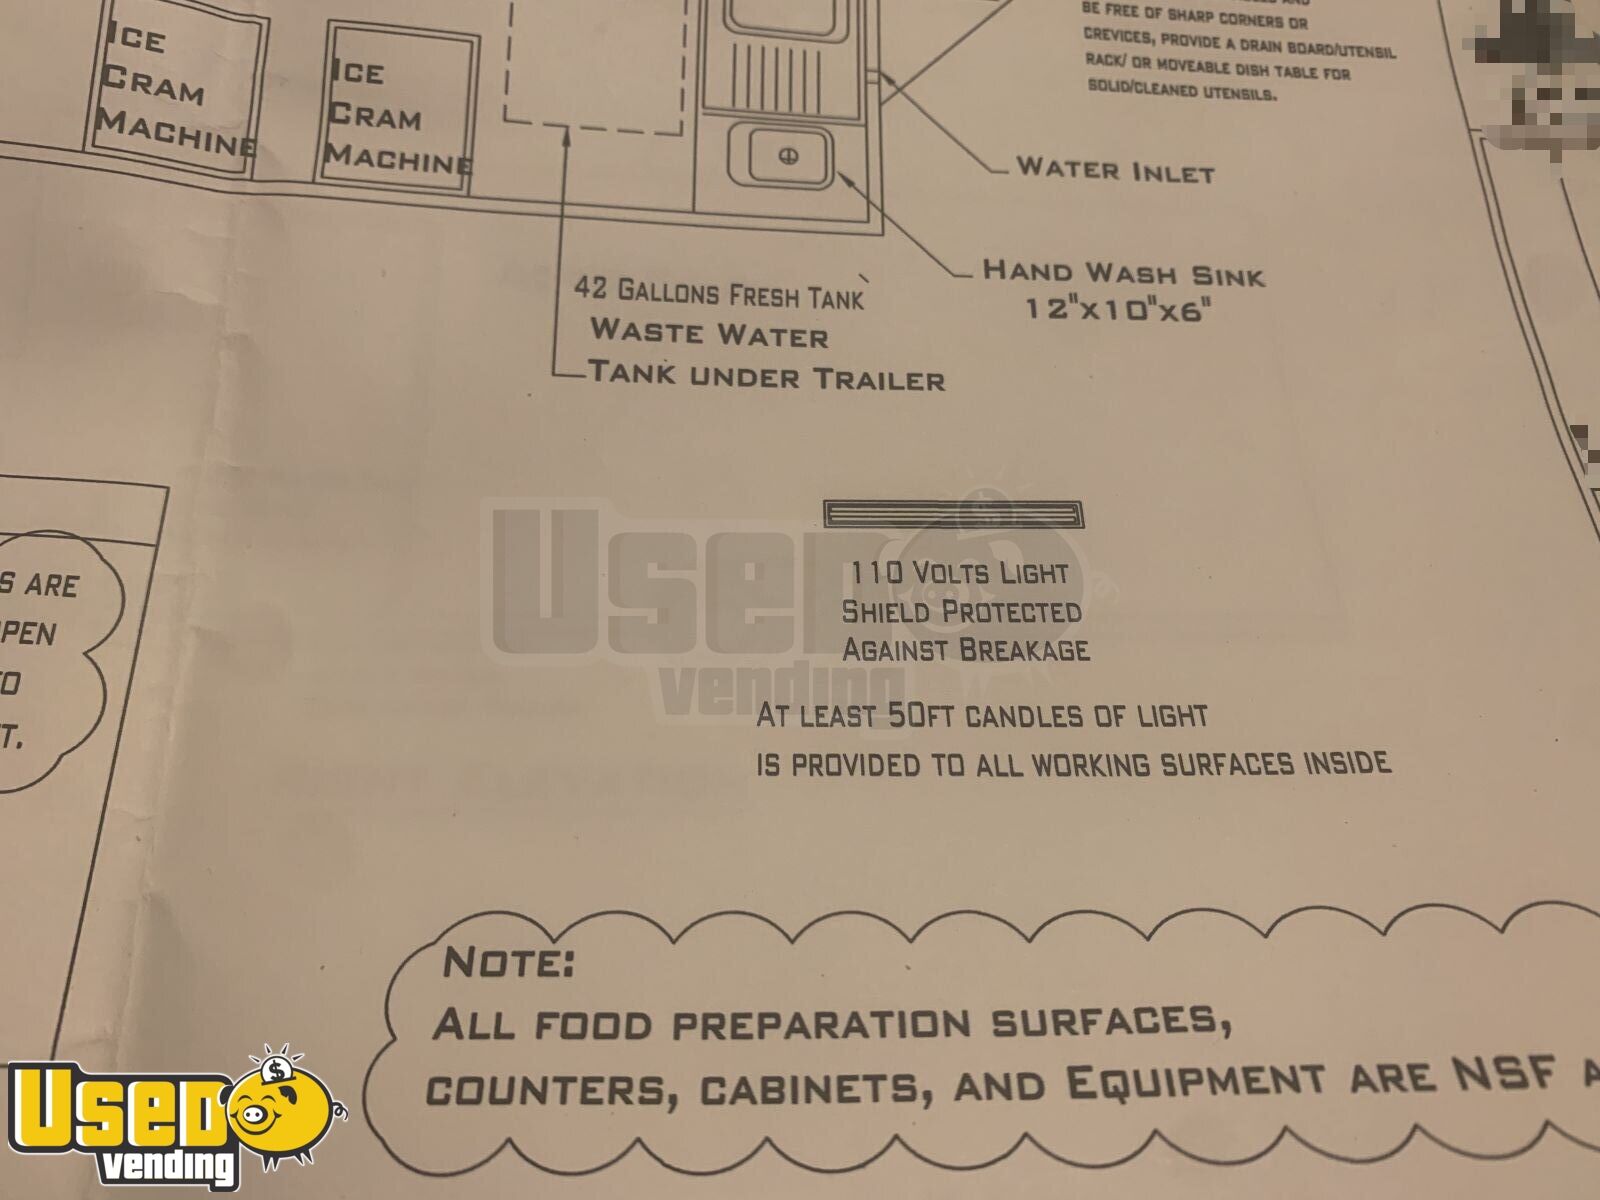 BE FREE OF SHARP CORNERS OR
CREVICES, PROVIDE A DRAIN BOARD/UTENSIL
RACK/ OR MOVEABLE DISH TABLE FOR
SOLID/CLEANED UTENSILS.
ICE
CRAM
MACHINE
ICE
CRAM
MACHINE
WATER INLET
HAND WASH SINK
12"X10"X6"
42 GALLONS FRESH TANK
WASTE WATER
TANK UNDER TRAILER
S ARE
PEN
TO
T.
USED
vending
110 VOLTS LIGHT
SHIELD PROTECTED
AGAINST BREAKAGE
AT LEAST 50FT CANDLES OF LIGHT
IS PROVIDED TO ALL WORKING SURFACES INSIDE
NOTE:
ALL FOOD PREPARATION SURFACES,
COUNTERS, CABINETS, AND EQUIPMENT ARE NSF A
USED
vending